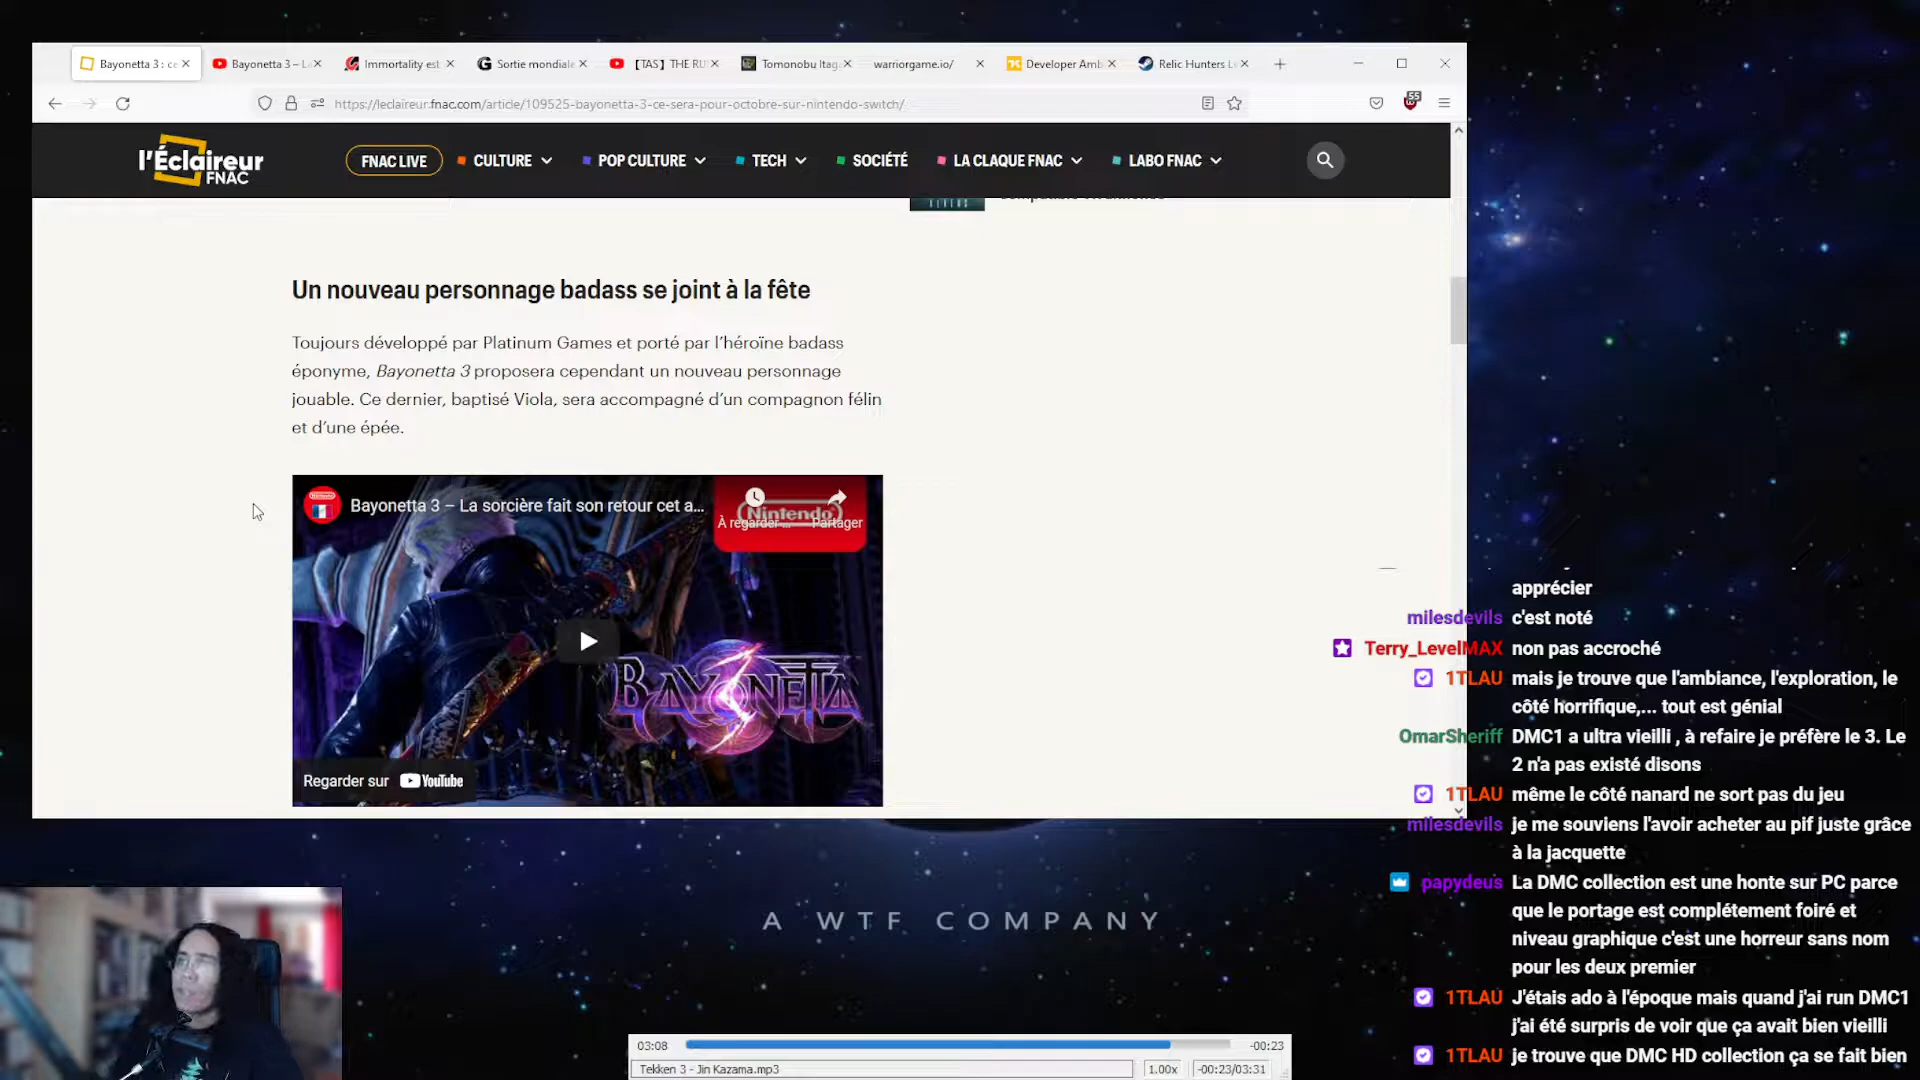 Bayonetta 3 : ce
Bayonetta 3 – La
Immortality est
Sortie mondiale
【TAS】THE RU
Tomonobu Itag
warriorgame.io/
Developer Amb
Relic Hunters L
https://leclaireur.fnac.com/article/109525-bayonetta-3-ce-sera-pour-octobre-sur-nintendo-switch/
55
l'Éclaireur
FNAC
FNAC LIVE
CULTURE
POP CULTURE
TECH
SOCIÉTÉ
LA CLAQUE FNAC
LABO FNAC
Un nouveau personnage badass se joint à la fête
Toujours développé par Platinum Games et porté par l'héroïne badass
éponyme, Bayonetta 3 proposera cependant un nouveau personnage
jouable. Ce dernier, baptisé Viola, sera accompagné d'un compagnon félin
et d'une épée.
Bayonetta 3 – La sorcière fait son retour cet a...
Nintendo
À regarder ...
Partager
BAYONETTA
3
Regarder sur YouTube
apprécier
milesdevils c'est noté
Terry_LevelMAX non pas accroché
1TLAU mais je trouve que l'ambiance, l'exploration, le
côté horrifique,... tout est génial
OmarSheriff DMC1 a ultra vieilli , à refaire je préfère le 3. Le
2 n'a pas existé disons
1TLAU même le côté nanard ne sort pas du jeu
milesdevils je me souviens l'avoir acheter au pif juste grâce
à la jacquette
papydeus La DMC collection est une honte sur PC parce
que le portage est complétement foiré et
niveau graphique c'est une horreur sans nom
pour les deux premier
1TLAU J'étais ado à l'époque mais quand j'ai run DMC1
j'ai été surpris de voir que ça avait bien vieilli
1TLAU je trouve que DMC HD collection ça se fait bien
A WTF COMPANY
03:08
-00:23
Tekken 3 - Jin Kazama.mp3
1.00x
-00:23/03:31